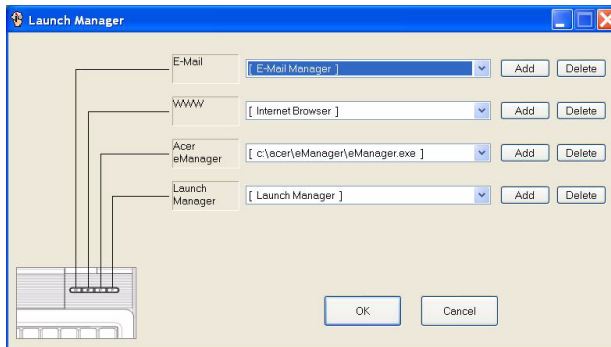 Launch Manager
E-Mail
[ E-Mail Manager ]
Add
Delete
WWW
[ Internet Browser ]
Add
Delete
Acer
eManager
[ c:\acer\eManager\eManager.exe ]
Add
Delete
Launch
Manager
[ Launch Manager ]
Add
Delete
OK
Cancel